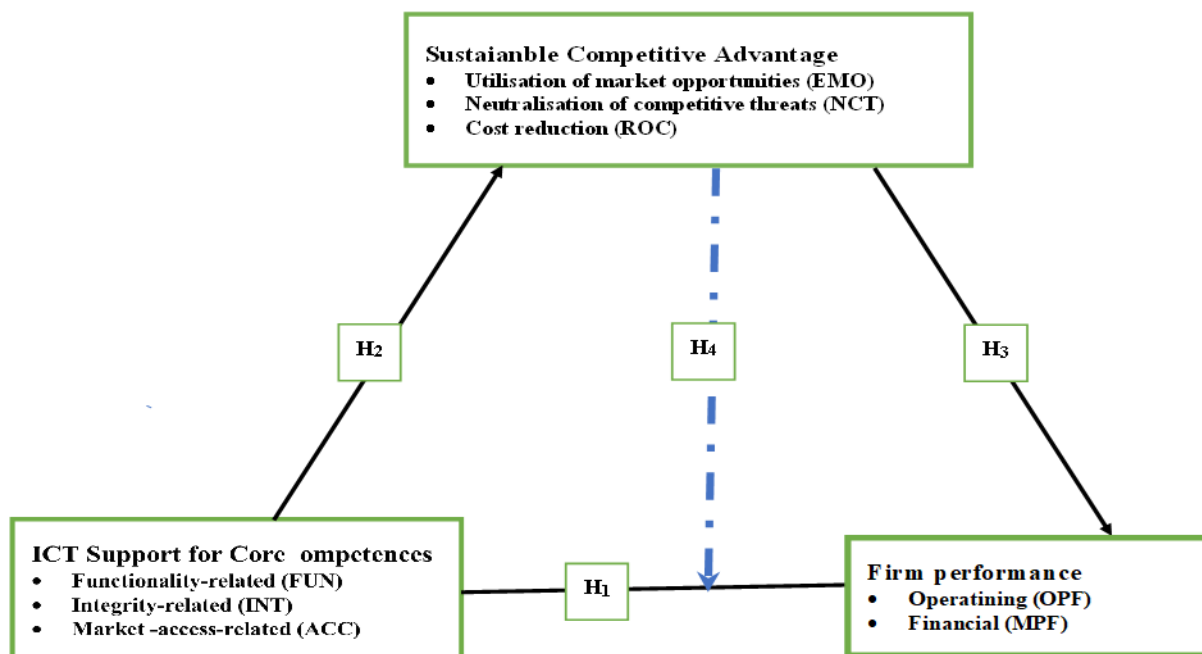 Sustaianble Competitive Advantage
• Utilisation of market opportunities (EMO)
• Neutralisation of competitive threats (NCT)
• Cost reduction (ROC)
H2
H4
H3
ICT Support for Core ompetences
• Functionality-related (FUN)
• Integrity-related (INT)
• Market -access-related (ACC)
H1
Firm performance
• Operatining (OPF)
• Financial (MPF)